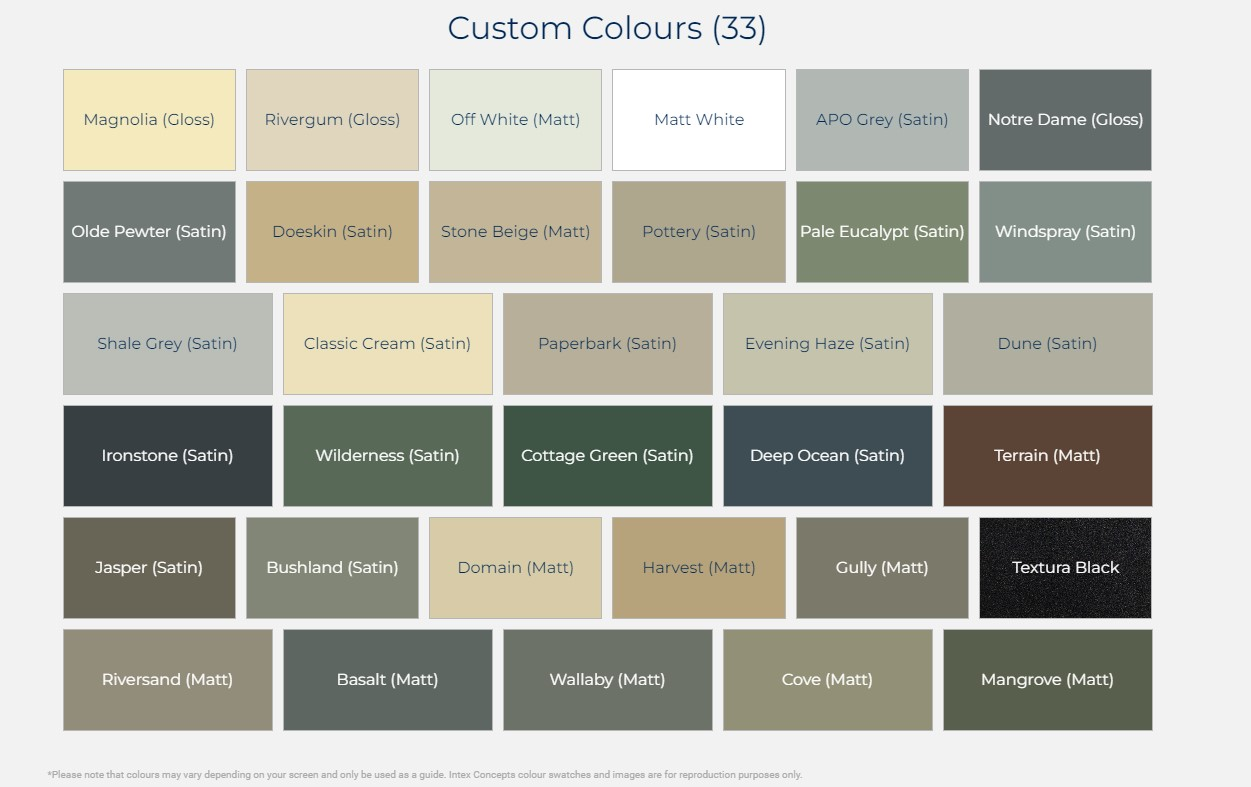 Custom Colours (33)
Magnolia (Gloss)
Rivergum (Gloss)
Off White (Matt)
Matt White
APO Grey (Satin)
Notre Dame (Gloss)
Olde Pewter (Satin)
Doeskin (Satin)
Stone Beige (Matt)
Pottery (Satin)
Pale Eucalypt (Satin)
Windspray (Satin)
Shale Grey (Satin)
Classic Cream (Satin)
Paperbark (Satin)
Evening Haze (Satin)
Dune (Satin)
Ironstone (Satin)
Wilderness (Satin)
Cottage Green (Satin)
Deep Ocean (Satin)
Terrain (Matt)
Jasper (Satin)
Bushland (Satin)
Domain (Matt)
Harvest (Matt)
Gully (Matt)
Textura Black
Riversand (Matt)
Basalt (Matt)
Wallaby (Matt)
Cove (Matt)
Mangrove (Matt)
*Please note that colours may vary depending on your screen and only be used as a guide. Intex Concepts colour swatches and images are for reproduction purposes only.